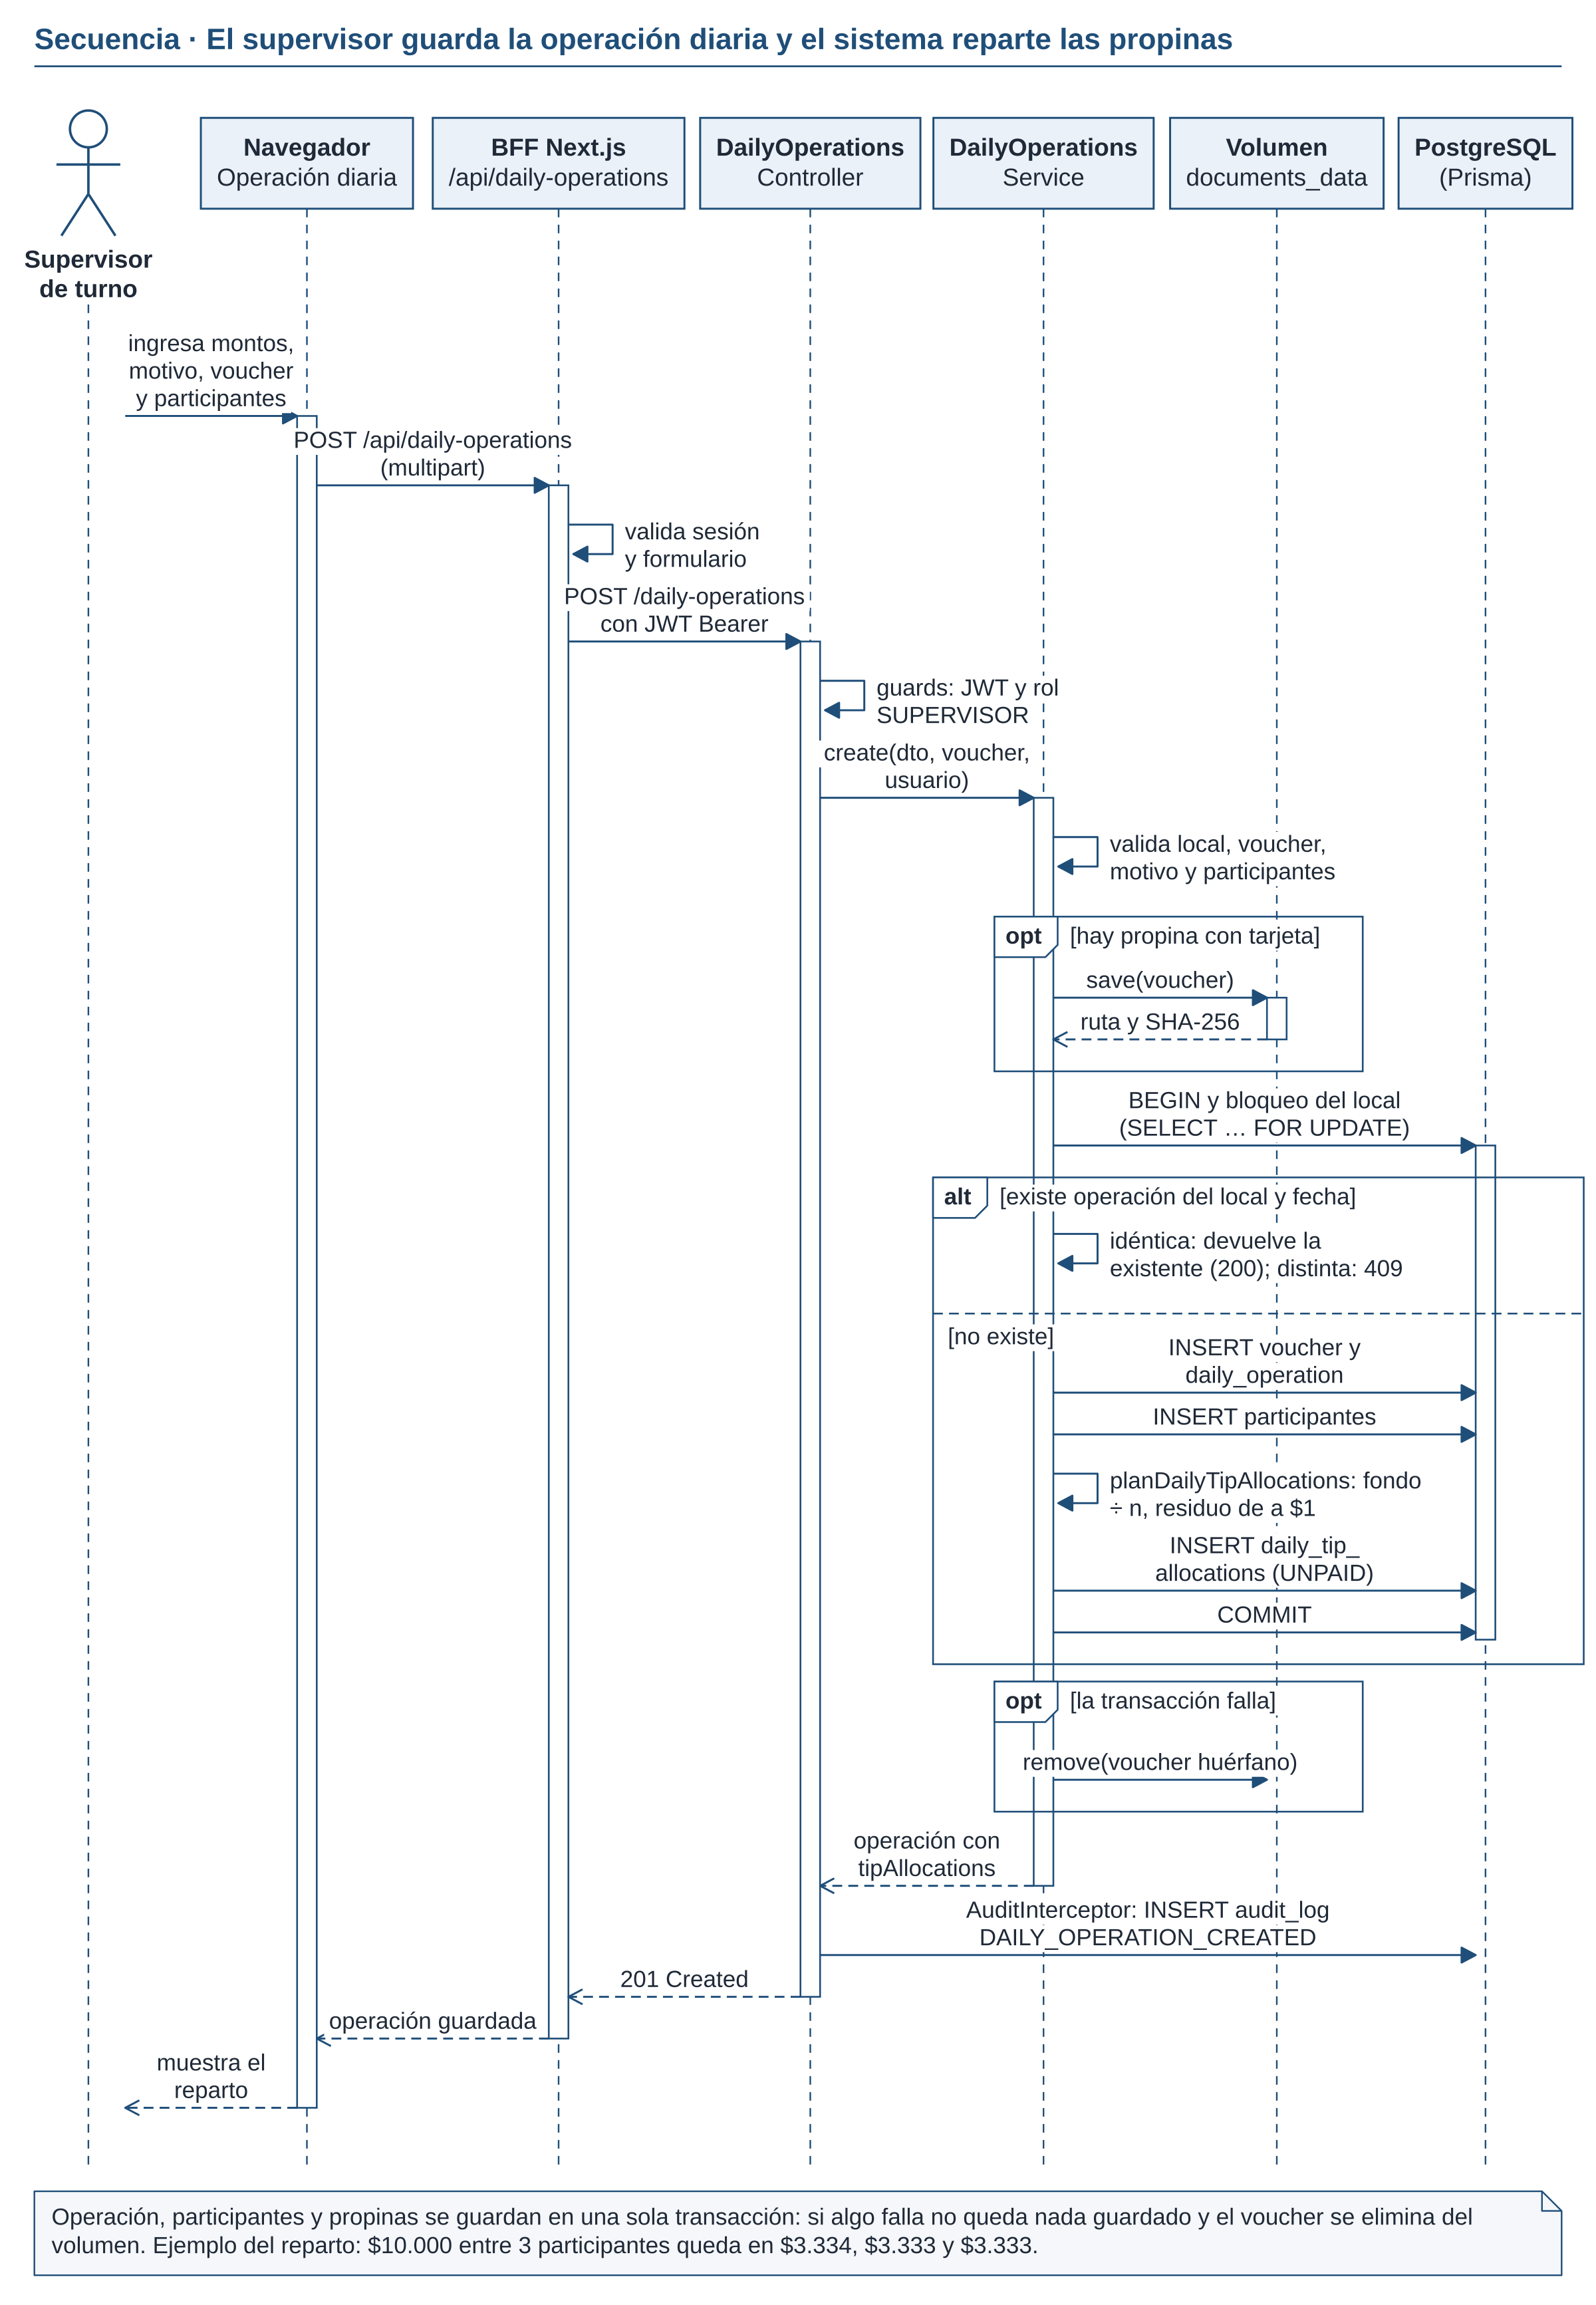 Secuencia · El supervisor guarda la operación diaria y el sistema reparte las propinas
Supervisor
de turno
Navegador
Operación diaria
BFF Next.js
/api/daily-operations
DailyOperations
Controller
DailyOperations
Service
Volumen
documents_data
PostgreSQL
(Prisma)
ingresa montos,
motivo, voucher
y participantes
POST /api/daily-operations
(multipart)
valida sesión
y formulario
POST /daily-operations
con JWT Bearer
guards: JWT y rol
SUPERVISOR
create(dto, voucher,
usuario)
valida local, voucher,
motivo y participantes
opt [hay propina con tarjeta]
save(voucher)
ruta y SHA-256
BEGIN y bloqueo del local
(SELECT … FOR UPDATE)
alt [existe operación del local y fecha]
idéntica: devuelve la
existente (200); distinta: 409
[no existe]
INSERT voucher y
daily_operation
INSERT participantes
planDailyTipAllocations: fondo
÷ n, residuo de a $1
INSERT daily_tip_
allocations (UNPAID)
COMMIT
opt [la transacción falla]
remove(voucher huérfano)
operación con
tipAllocations
AuditInterceptor: INSERT audit_log
DAILY_OPERATION_CREATED
201 Created
operación guardada
muestra el
reparto
Operación, participantes y propinas se guardan en una sola transacción: si algo falla no queda nada guardado y el voucher se elimina del
volumen. Ejemplo del reparto: $10.000 entre 3 participantes queda en $3.334, $3.333 y $3.333.